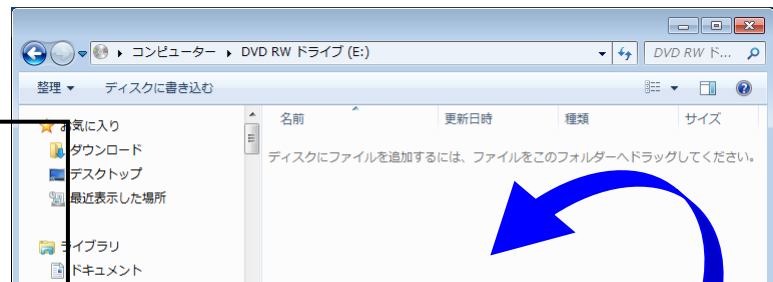 コンピューター ▸ DVD RW ドライブ (E:)
DVD RW ド...
整理 ▼ ディスクに書き込む
お気に入り
名前 更新日時 種類 サイズ
ダウンロード
ディスクにファイルを追加するには、ファイルをこのフォルダーへドラッグしてください。
デスクトップ
最近表示した場所
ライブラリ
ドキュメント